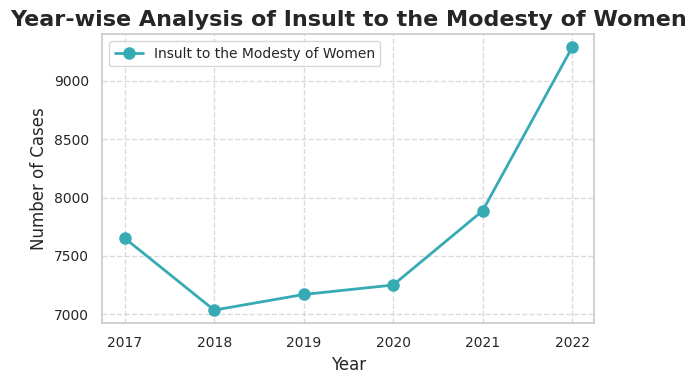 Year-wise Analysis of Insult to the Modesty of Women
Insult to the Modesty of Women
Number of Cases
9000
8500
8000
7500
7000
2017 2018 2019 2020 2021 2022
Year